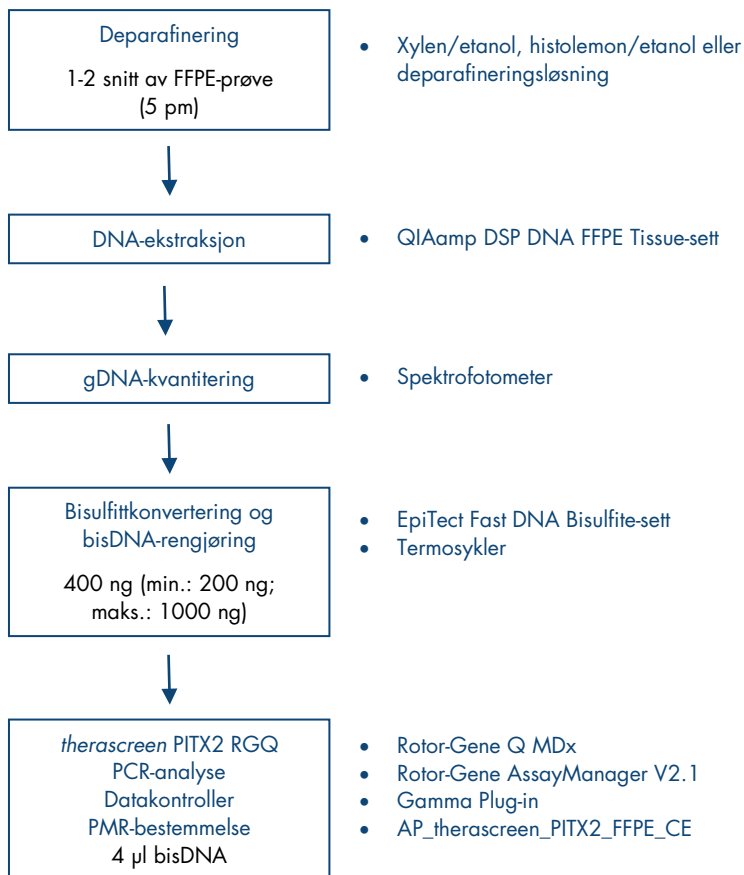 Deparafinering
1-2 snitt av FFPE-prøve
(5 pm)
• Xylen/etanol, histolemon/etanol eller
deparafineringsløsning
DNA-ekstraksjon
• QIAamp DSP DNA FFPE Tissue-sett
gDNA-kvantitering
• Spektrofotometer
Bisulfittkonvertering og
bisDNA-rengjøring
400 ng (min.: 200 ng;
maks.: 1000 ng)
• EpiTect Fast DNA Bisulfite-sett
• Termosykler
therascreen PITX2 RGQ
PCR-analyse
Datakontroller
PMR-bestemmelse
4 µl bisDNA
• Rotor-Gene Q MDx
• Rotor-Gene AssayManager V2.1
• Gamma Plug-in
• AP_therascreen_PITX2_FFPE_CE